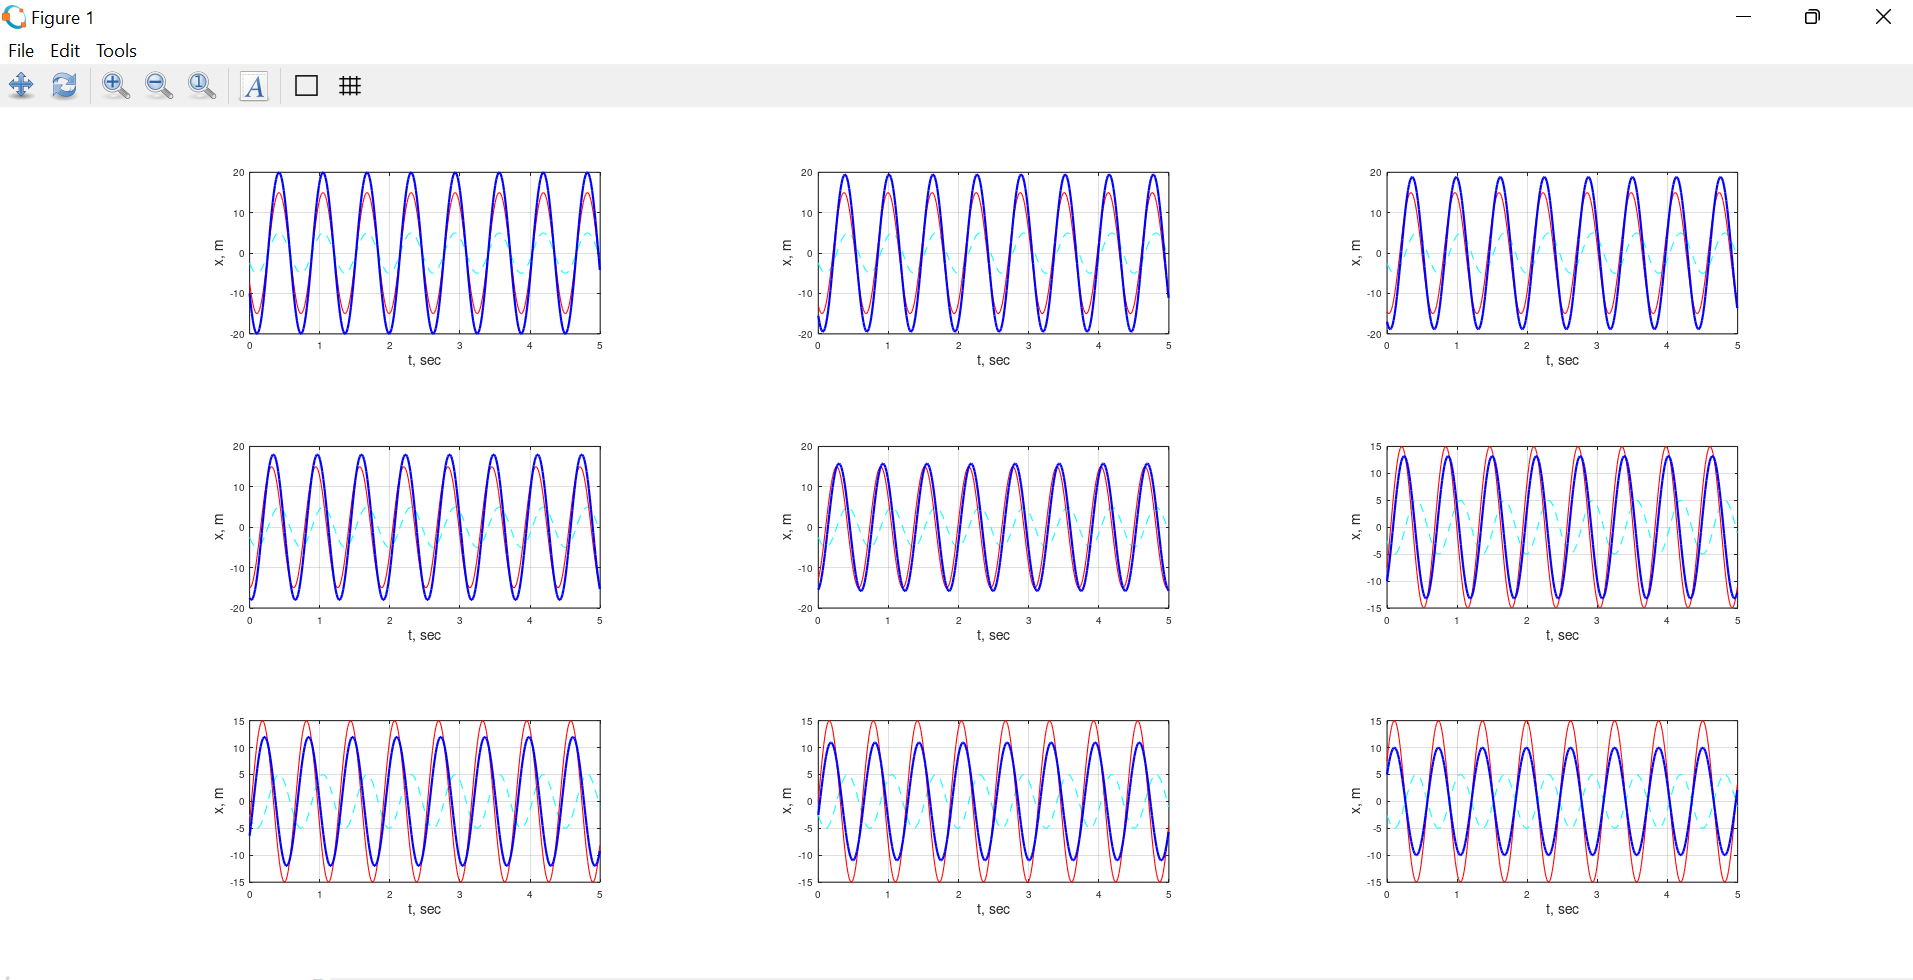 Figure 1
File Edit Tools
20 20 20
10 10 10
x, m x, m x, m
0 0 0
-10 -10 -10
-20 -20 -20
0 1 2 3 4 5 0 1 2 3 4 5 0 1 2 3 4 5
t, sec t, sec t, sec
20 20 15
10 10 10
5
x, m x, m x, m
0 0 0
-5
-10 -10 -10
-20 -20 -15
0 1 2 3 4 5 0 1 2 3 4 5 0 1 2 3 4 5
t, sec t, sec t, sec
15 15 15
10 10 10
5 5 5
x, m x, m x, m
0 0 0
-5 -5 -5
-10 -10 -10
-15 -15 -15
0 1 2 3 4 5 0 1 2 3 4 5 0 1 2 3 4 5
t, sec t, sec t, sec